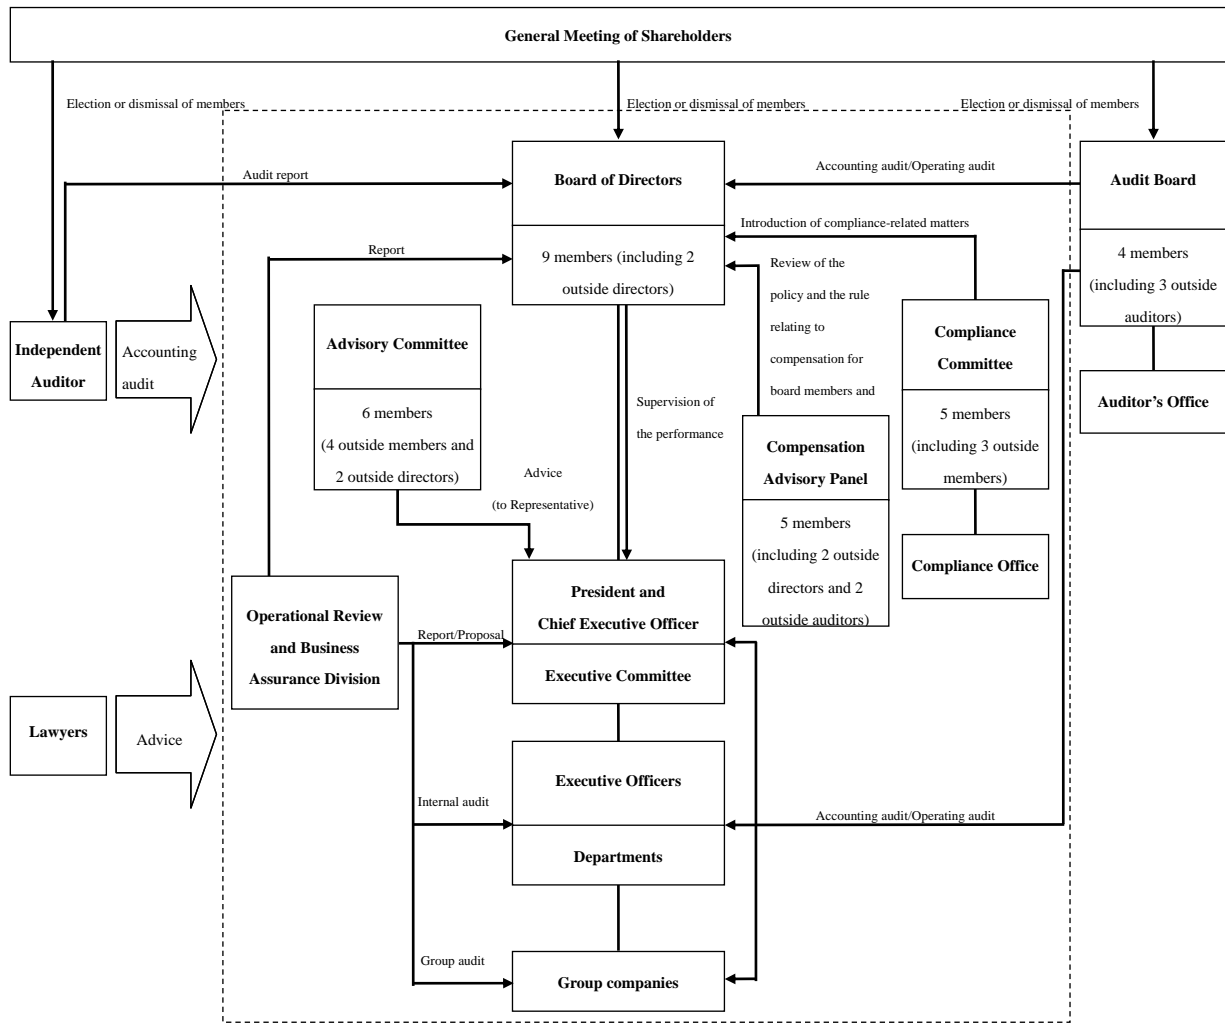 General Meeting of Shareholders
Election or dismissal of members
Election or dismissal of members
Election or dismissal of members
Audit report
Board of Directors
Accounting audit/Operating audit
Audit Board
Introduction of compliance-related matters
Report
9 members (including 2
outside directors)
Review of the
policy and the rule
relating to
compensation for
board members and
4 members
(including 3 outside
auditors)
Independent
Auditor
Accounting
audit
Advisory Committee
6 members
(4 outside members and
2 outside directors)
Supervision of
the performance
Compliance
Committee
5 members
(including 3 outside
members)
Auditor's Office
Compensation
Advisory Panel
5 members
(including 2 outside
directors and 2
outside auditors)
Advice
(to Representative)
Compliance Office
Operational Review
and Business
Assurance Division
Report/Proposal
President and
Chief Executive Officer
Executive Committee
Lawyers
Advice
Executive Officers
Internal audit
Accounting audit/Operating audit
Departments
Group audit
Group companies